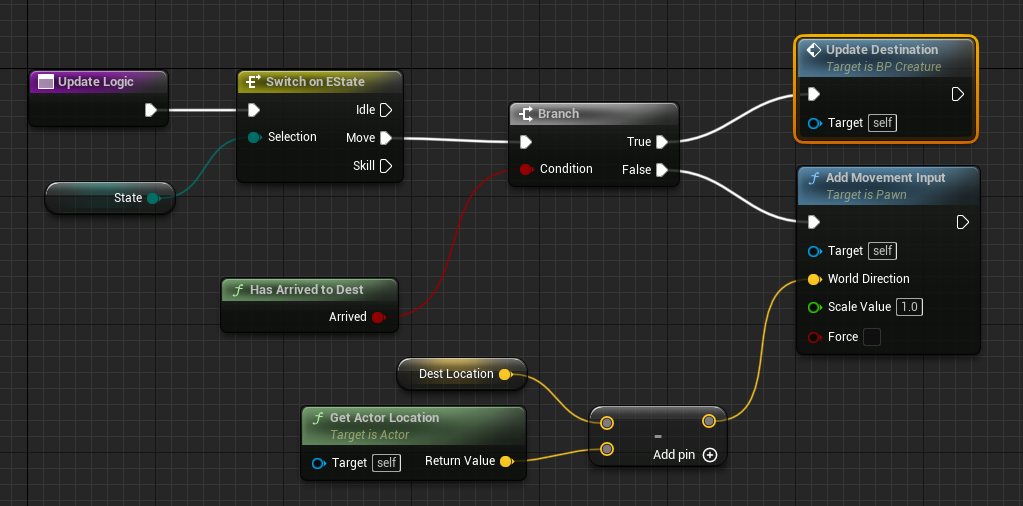 Update Logic
Switch on EState
Idle
Selection
Move
Skill
State
Branch
True
Condition
False
Update Destination
Target is BP Creature
Target self
Add Movement Input
Target is Pawn
Target self
World Direction
Scale Value 1.0
Force
Has Arrived to Dest
Arrived
Dest Location
Get Actor Location
Target is Actor
Target self Return Value
-
Add pin